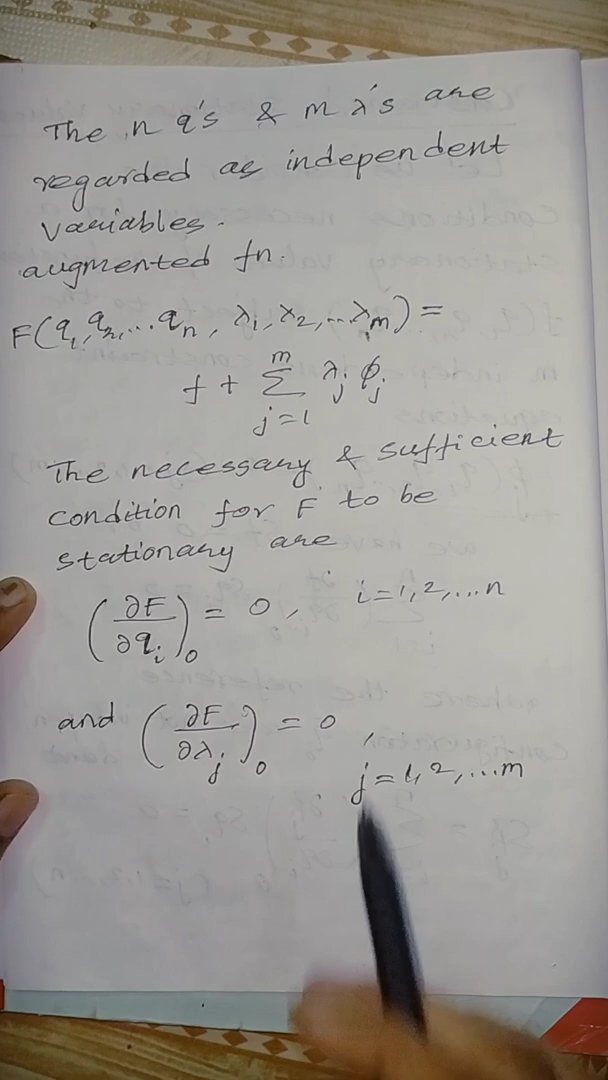 The n q's & m λ's are
regarded as independent
variables.
augmented fn.
F(q₁, q₂, ... qₙ, λ₁, λ₂, ... λₘ) =
f + Σ_{j=1}^{m} λⱼ ϕⱼ
The necessary & sufficient
condition for F to be
stationary are
(∂F/∂qᵢ)₀ = 0, i = 1, 2, ... n
and (∂F/∂λⱼ)₀ = 0,
j = 1, 2, ... m